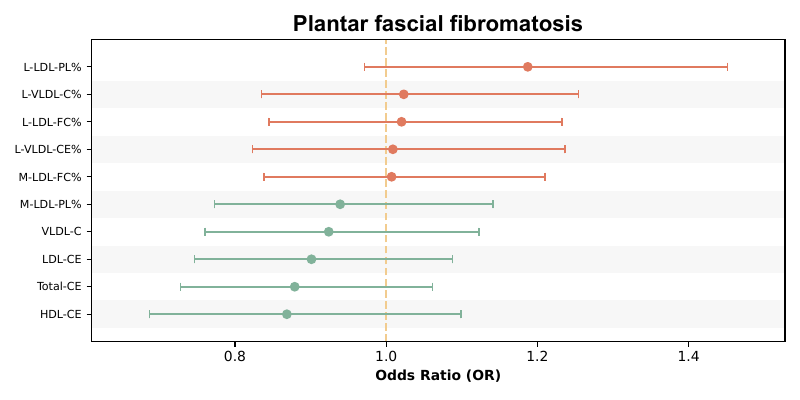 Plantar fascial fibromatosis
L-LDL-PL%
L-VLDL-C%
L-LDL-FC%
L-VLDL-CE%
M-LDL-FC%
M-LDL-PL%
VLDL-C
LDL-CE
Total-CE
HDL-CE
0.8 1.0 1.2 1.4
Odds Ratio (OR)